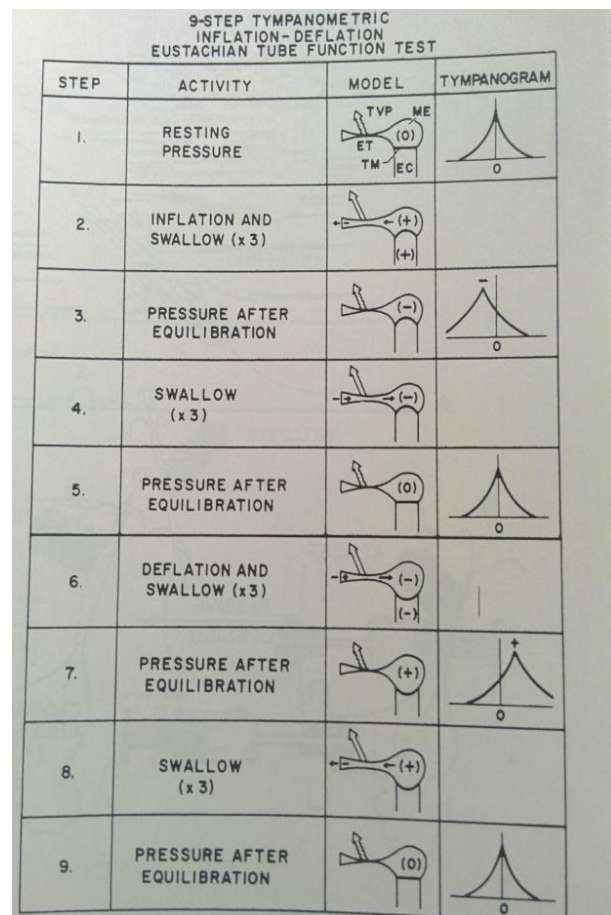 9-STEP TYMPANOMETRIC
INFLATION-DEFLATION
EUSTACHIAN TUBE FUNCTION TEST
STEP ACTIVITY MODEL TYMPANOGRAM
1. RESTING PRESSURE TVP ME (0) ET TM EC 0
2. INFLATION AND SWALLOW (x 3) - (+) (+)
3. PRESSURE AFTER EQUILIBRATION (-) - 0
4. SWALLOW (x 3) - + (-)
5. PRESSURE AFTER EQUILIBRATION (0) 0
6. DEFLATION AND SWALLOW (x 3) - + (-) (-)
7. PRESSURE AFTER EQUILIBRATION (+) + 0
8. SWALLOW (x 3) - (+)
9. PRESSURE AFTER EQUILIBRATION (0) 0